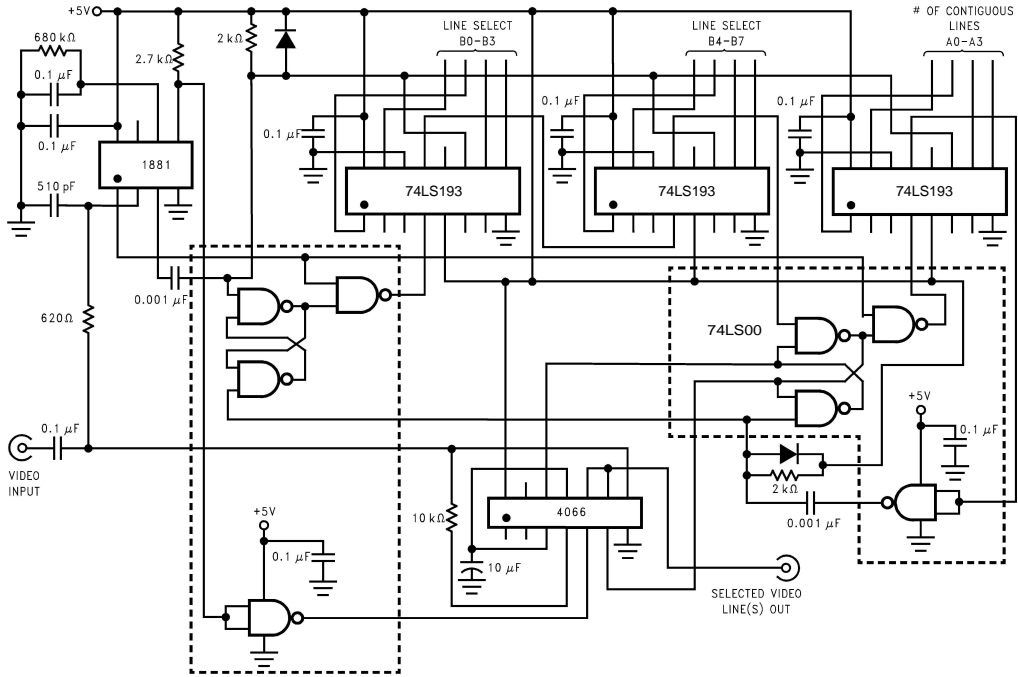 # OF CONTIGUOUS
LINES
A0–A3
+5V
680 kΩ
2.7 kΩ
2 kΩ
LINE SELECT
B0–B3
LINE SELECT
B4–B7
0.1 µF
0.1 µF
0.1 µF
0.1 µF
0.1 µF
1881
510 pF
74LS193
74LS193
74LS193
0.001 µF
620Ω
74LS00
+5V
0.1 µF
0.1 µF
VIDEO
INPUT
2 kΩ
10 kΩ
4066
0.001 µF
+5V
0.1 µF
10 µF
SELECTED VIDEO
LINE(S) OUT